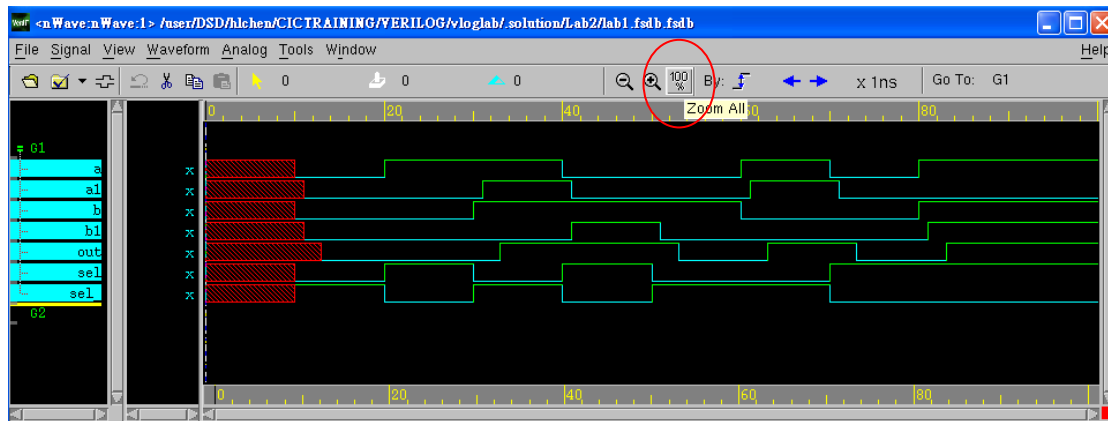 <nWave:nWave:1> /user/DSD/hlchen/CICTRAINING/VERILOG/vloglab/.solution/Lab2/lab1.fsdb.fsdb
File Signal View Waveform Analog Tools Window Help
0 0 0 100% By: x 1ns Go To: G1
Zoom All
0 20 40 60 80
G1
a x
a1 x
b x
b1 x
out x
sel x
sel_ x
G2
0 20 40 60 80